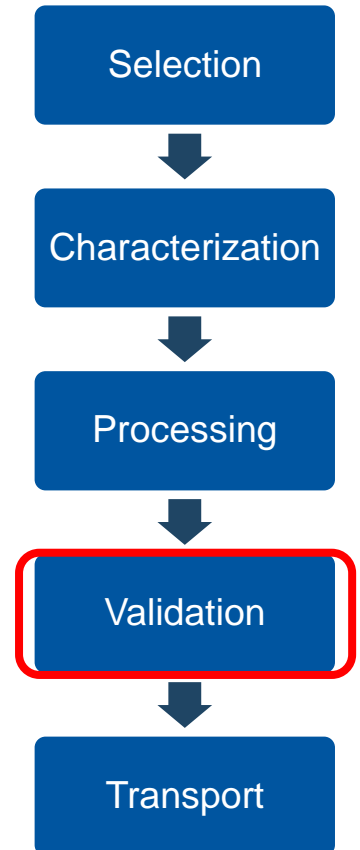 Selection
Characterization
Processing
Validation
Transport